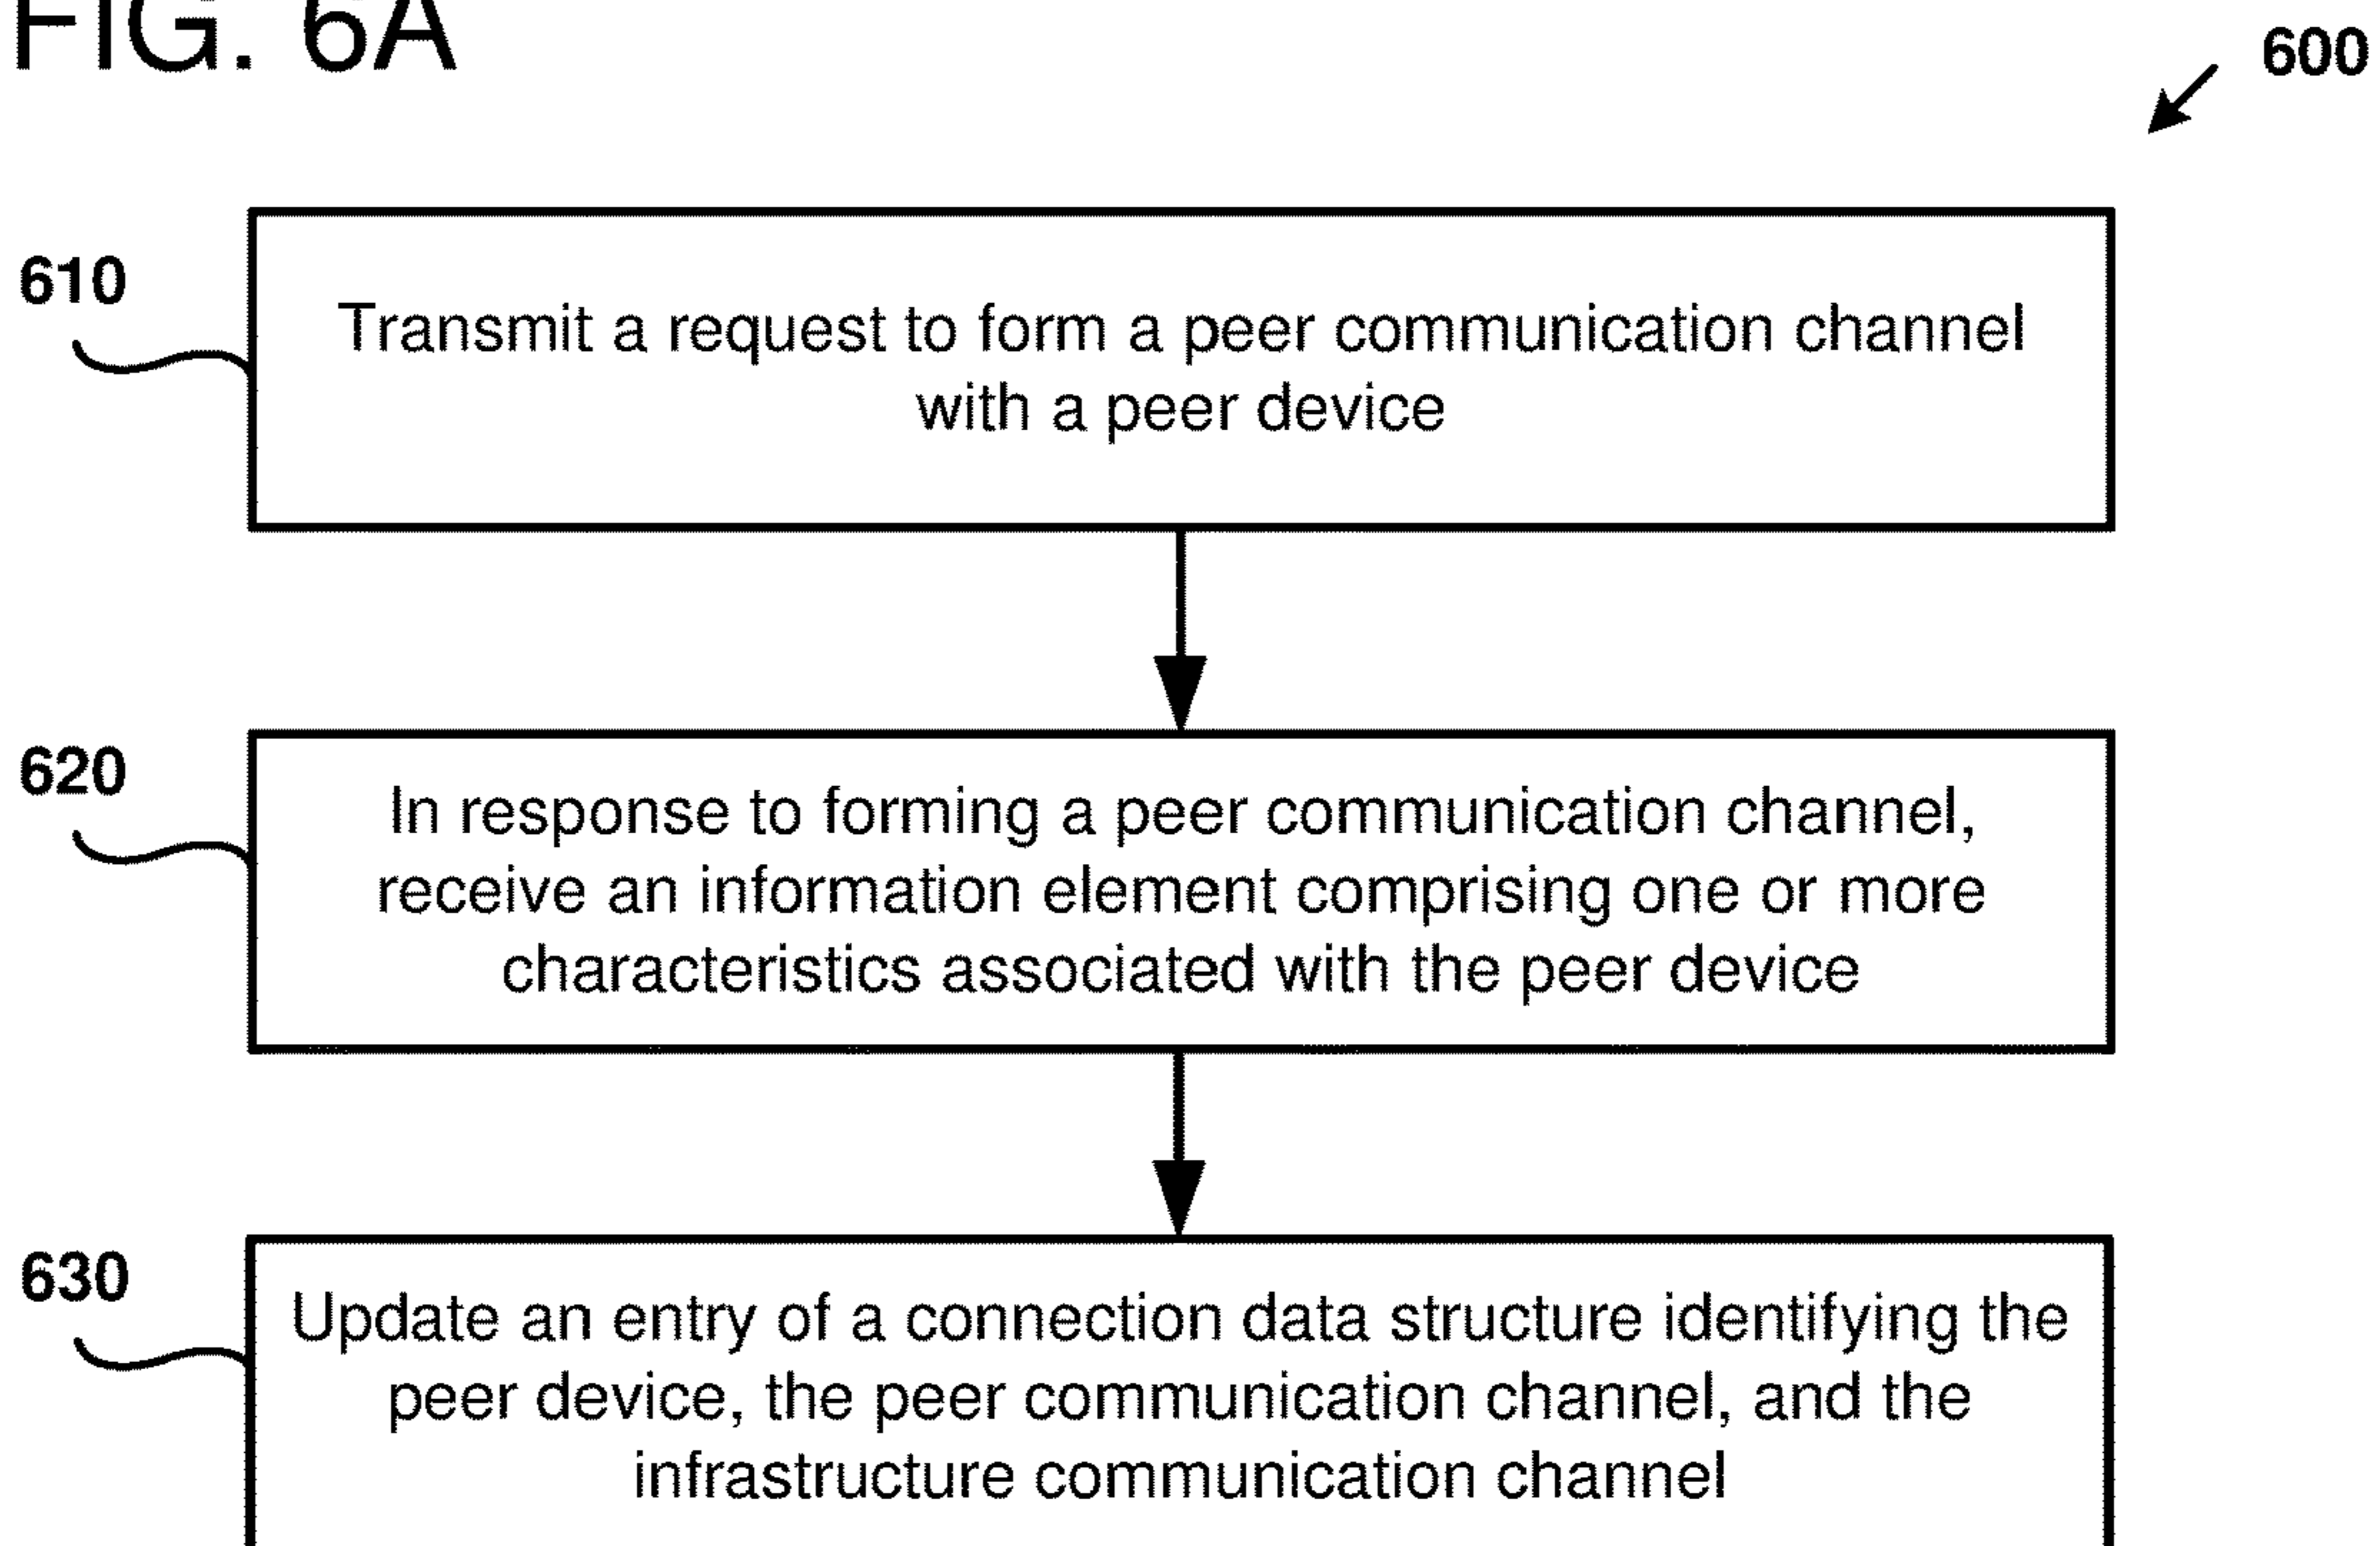 FIG. 6A
600
610
Transmit a request to form a peer communication channel
with a peer device
620
In response to forming a peer communication channel,
receive an information element comprising one or more
characteristics associated with the peer device
630
Update an entry of a connection data structure identifying the
peer device, the peer communication channel, and the
infrastructure communication channel